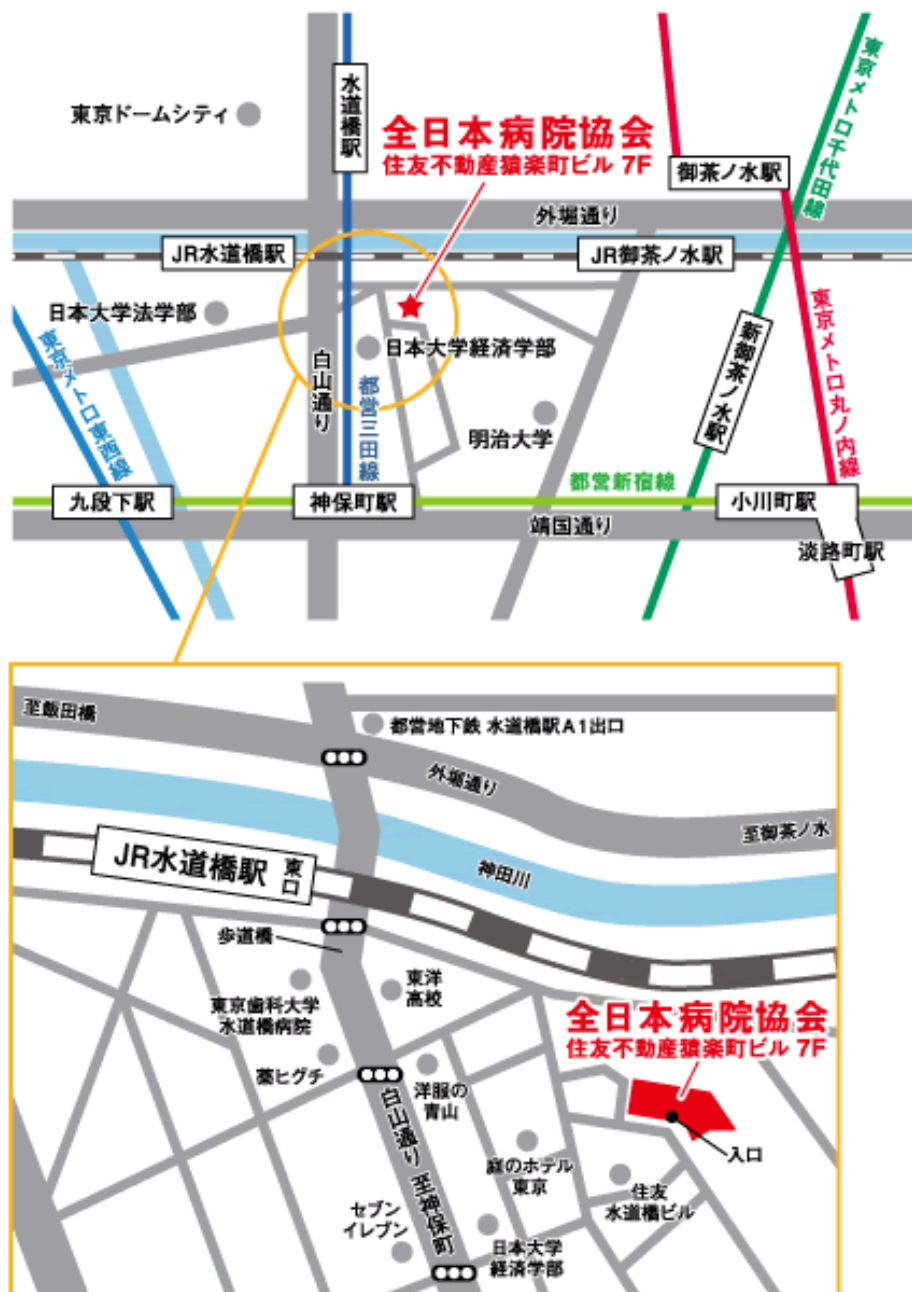 東京ドームシティ
水道橋駅
全日本病院協会
住友不動産猿楽町ビル 7F
御茶ノ水駅
東京メトロ千代田線
外堀通り
JR水道橋駅
JR御茶ノ水駅
日本大学法学部
日本大学経済学部
白山通り
都営三田線
東京メトロ東西線
新御茶ノ水駅
東京メトロ丸ノ内線
明治大学
都営新宿線
九段下駅
神保町駅
小川町駅
靖国通り
淡路町駅
至飯田橋
都営地下鉄 水道橋駅A1出口
外堀通り
至御茶ノ水
JR水道橋駅
東口
神田川
歩道橋
東京歯科大学
水道橋病院
東洋
高校
全日本病院協会
住友不動産猿楽町ビル 7F
薬ヒグチ
洋服の
青山
入口
白山通り 至神保町
庭のホテル
東京
住友
水道橋ビル
セブン
イレブン
日本大学
経済学部